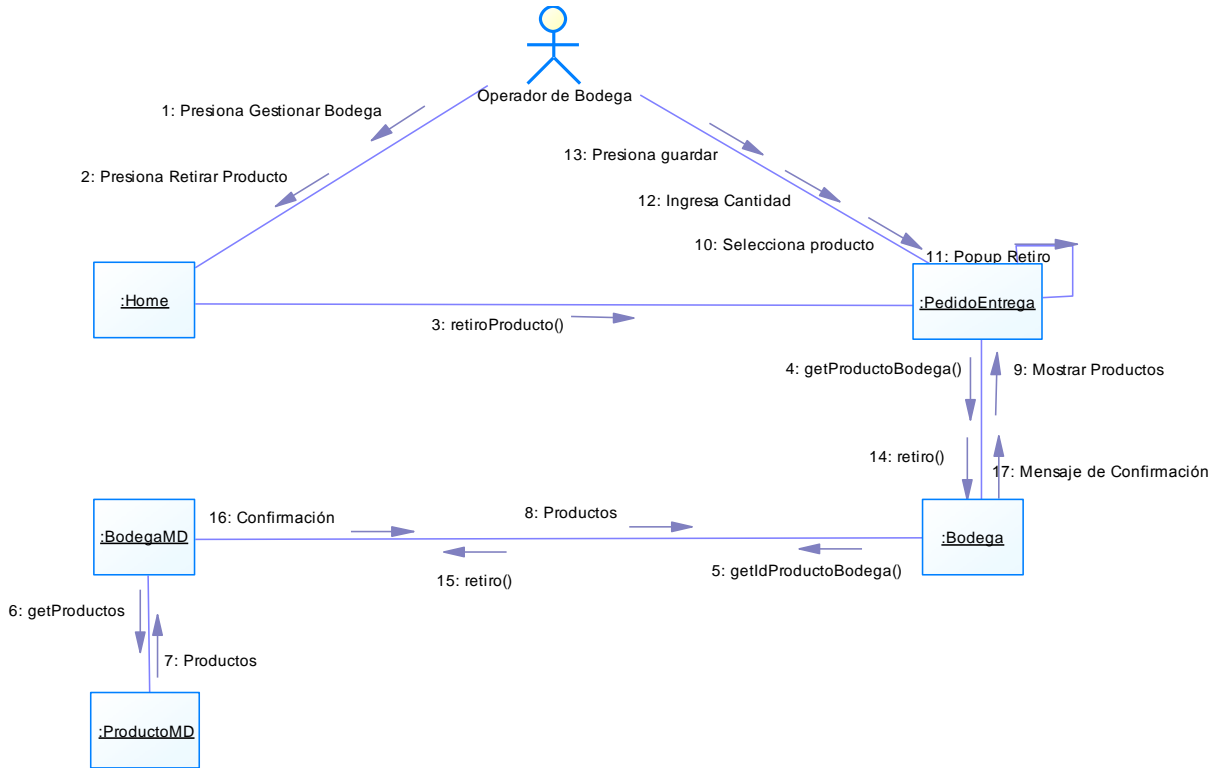 Operador de Bodega
1: Presiona Gestionar Bodega
13: Presiona guardar
2: Presiona Retirar Producto
12: Ingresa Cantidad
10: Selecciona producto
11: Popup Retiro
:Home
:PedidoEntrega
3: retiroProducto()
4: getProductoBodega()
9: Mostrar Productos
14: retiro()
17: Mensaje de Confirmación
16: Confirmación
8: Productos
:BodegaMD
:Bodega
15: retiro()
5: getIdProductoBodega()
6: getProductos
7: Productos
:ProductoMD